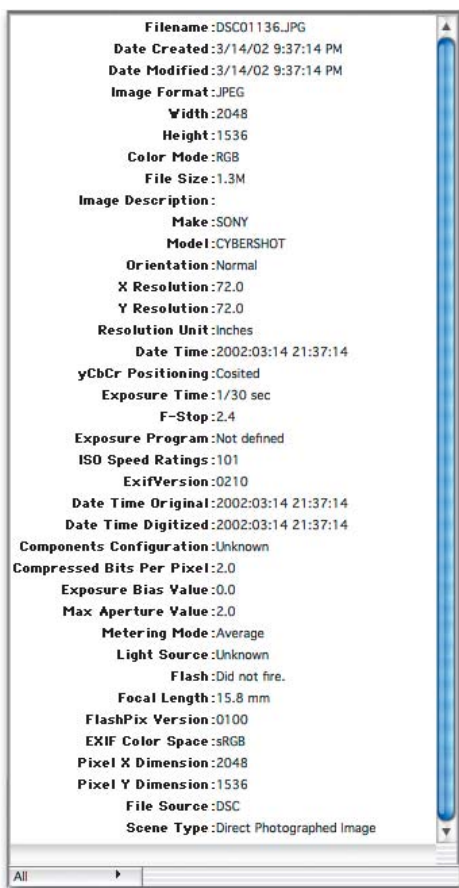 Filename:DSC01136.JPG
Date Created:3/14/02 9:37:14 PM
Date Modified:3/14/02 9:37:14 PM
Image Format:JPEG
Width:2048
Height:1536
Color Mode:RGB
File Size:1.3M
Image Description:
Make:SONY
Model:CYBERSHOT
Orientation:Normal
X Resolution:72.0
Y Resolution:72.0
Resolution Unit:Inches
Date Time:2002:03:14 21:37:14
yCbCr Positioning:Cosited
Exposure Time:1/30 sec
F-Stop:2.4
Exposure Program:Not defined
ISO Speed Ratings:101
ExifVersion:0210
Date Time Original:2002:03:14 21:37:14
Date Time Digitized:2002:03:14 21:37:14
Components Configuration:Unknown
Compressed Bits Per Pixel:2.0
Exposure Bias Value:0.0
Max Aperture Value:2.0
Metering Mode:Average
Light Source:Unknown
Flash:Did not fire.
Focal Length:15.8 mm
FlashPix Version:0100
EXIF Color Space:sRGB
Pixel X Dimension:2048
Pixel Y Dimension:1536
File Source:DSC
Scene Type:Direct Photographed Image
All